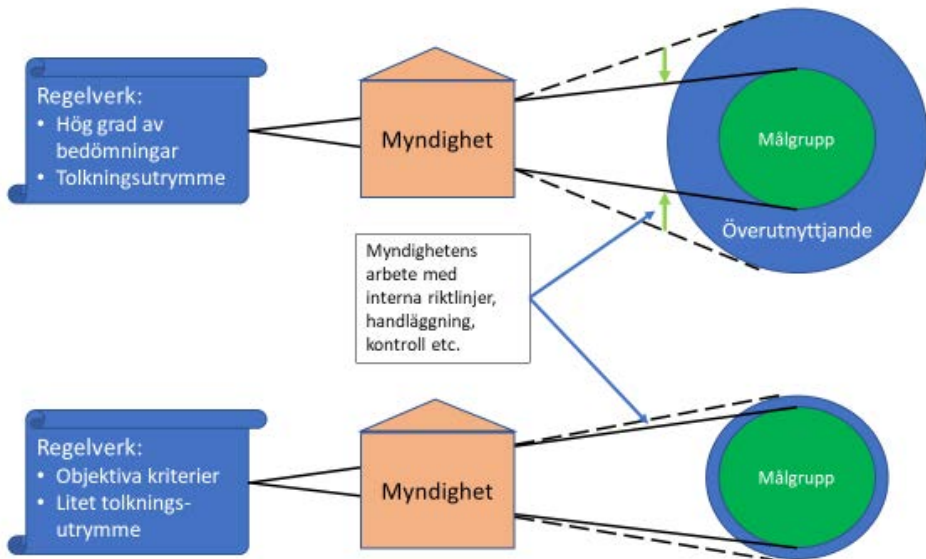 Regelverk:
• Hög grad av
bedömningar
• Tolkningsutrymme
Myndighet
Målgrupp
Överutnyttjande
Myndighetens
arbete med
interna riktlinjer,
handläggning,
kontroll etc.
Regelverk:
• Objektiva kriterier
• Litet tolknings-
utrymme
Myndighet
Målgrupp